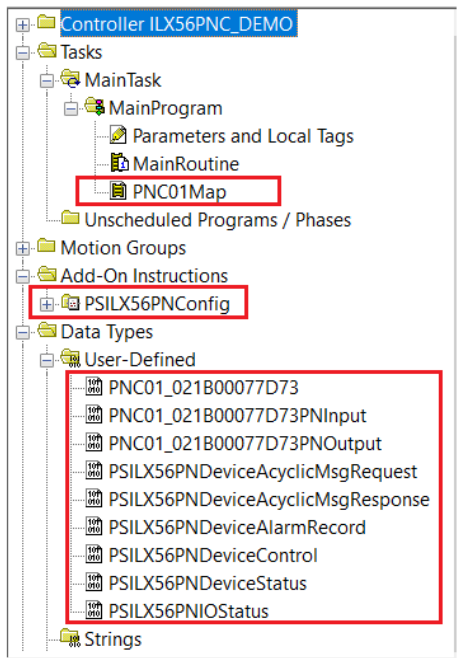 Controller ILX56PNC_DEMO
Tasks
MainTask
MainProgram
Parameters and Local Tags
MainRoutine
PNC01Map
Unscheduled Programs / Phases
Motion Groups
Add-On Instructions
PSILX56PNConfig
Data Types
User-Defined
PNC01_021B00077D73
PNC01_021B00077D73PNInput
PNC01_021B00077D73PNOutput
PSILX56PNDeviceAcyclicMsgRequest
PSILX56PNDeviceAcyclicMsgResponse
PSILX56PNDeviceAlarmRecord
PSILX56PNDeviceControl
PSILX56PNDeviceStatus
PSILX56PNIOStatus
Strings